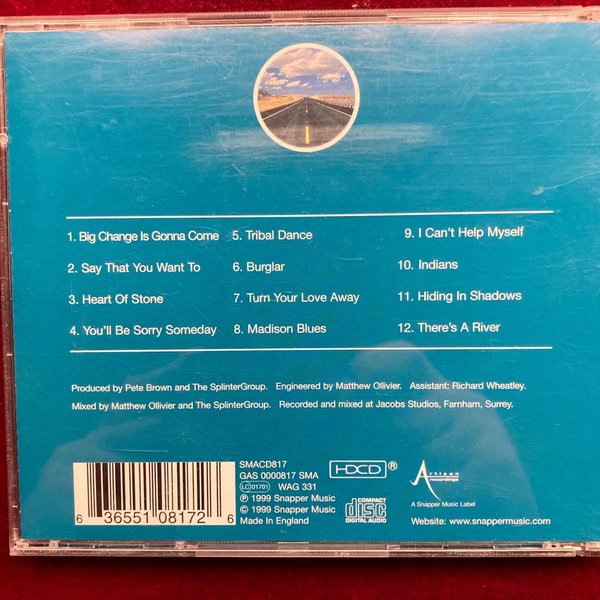 1. Big Change Is Gonna Come
2. Say That You Want To
3. Heart Of Stone
4. You'll Be Sorry Someday
5. Tribal Dance
6. Burglar
7. Turn Your Love Away
8. Madison Blues
9. I Can't Help Myself
10. Indians
11. Hiding In Shadows
12. There's A River
Produced by Pete Brown and The SplinterGroup. Engineered by Matthew Ollivier. Assistant: Richard Wheatley.
Mixed by Matthew Ollivier and The SplinterGroup. Recorded and mixed at Jacobs Studios, Farnham, Surrey.
6 36551 08172 6
SMACD817
GAS 0000817 SMA
LC 01701 WAG 331
℗ 1999 Snapper Music
© 1999 Snapper Music
Made In England
HDCD ®
COMPACT
disc
DIGITAL AUDIO
Artisan
recordings
A Snapper Music Label
Website: www.snappermusic.com